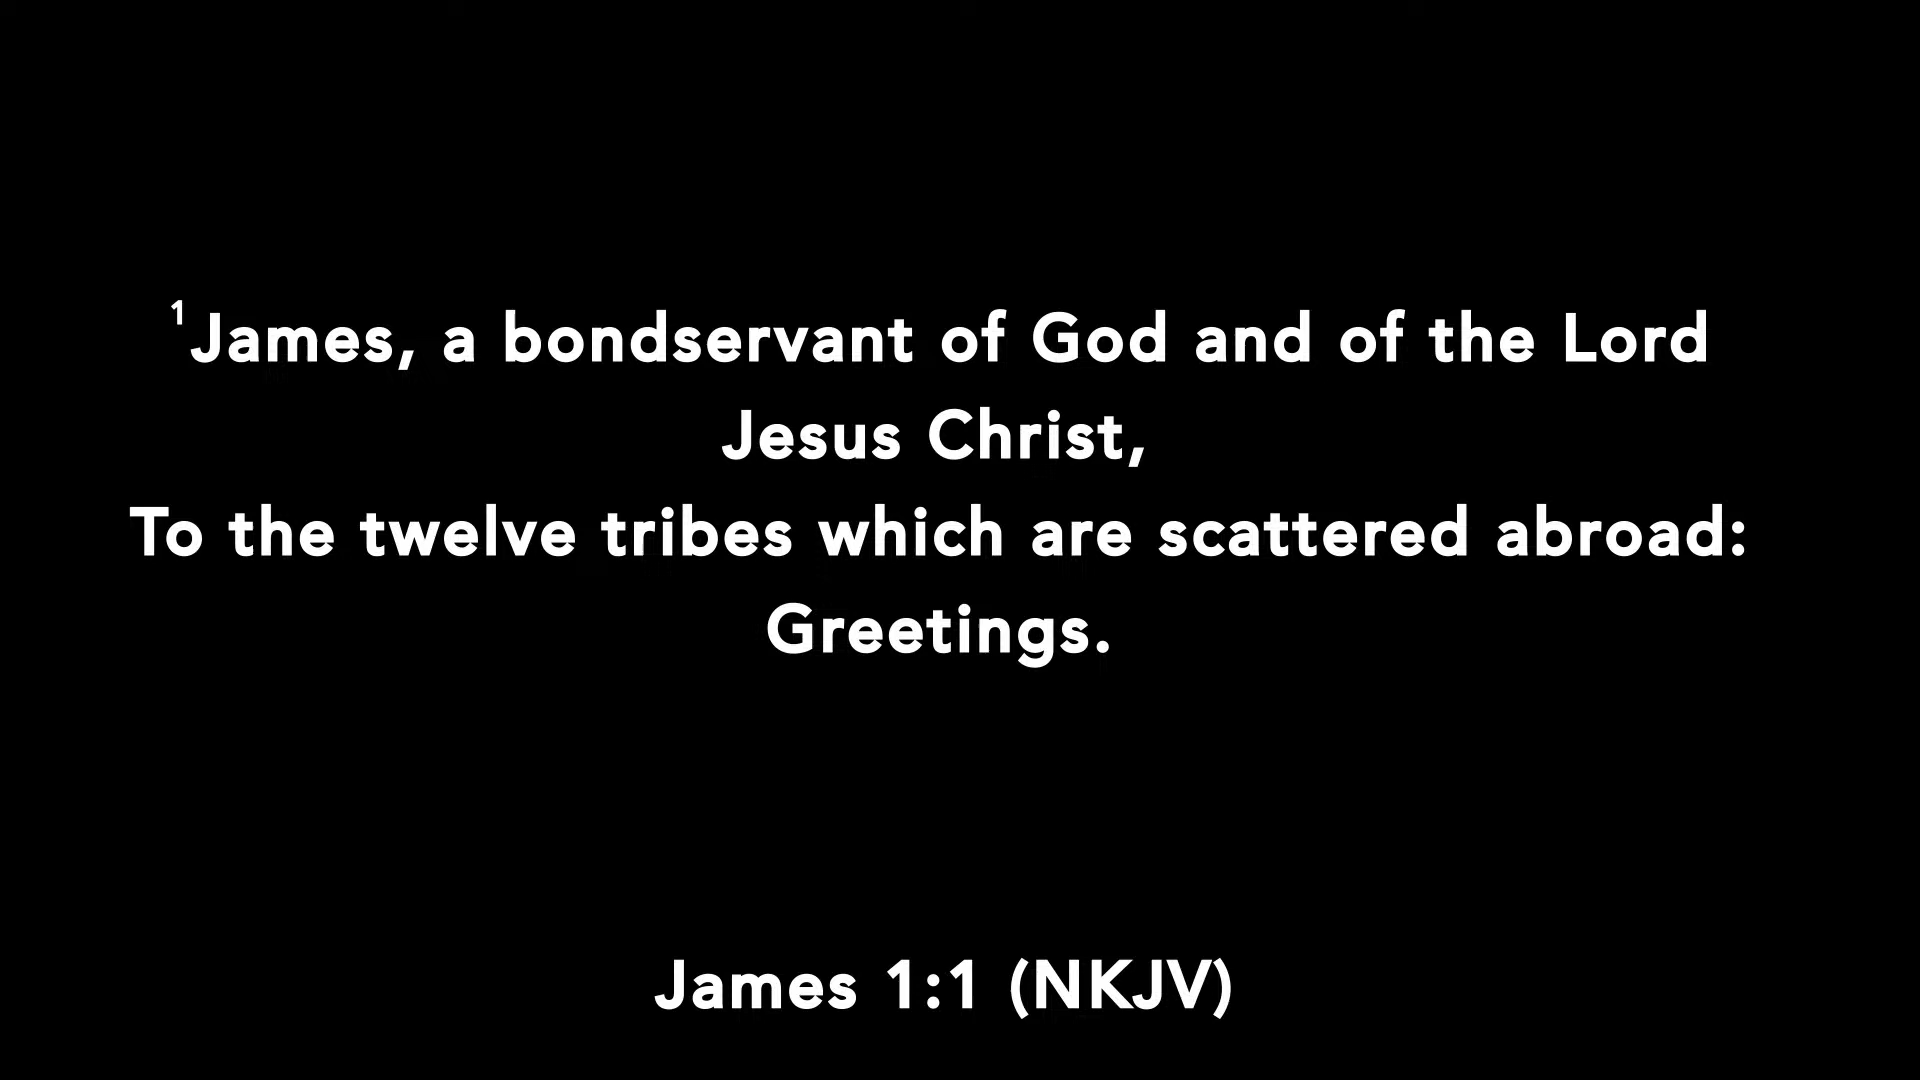 ¹James, a bondservant of God and of the Lord
Jesus Christ,
To the twelve tribes which are scattered abroad:
Greetings.
James 1:1 (NKJV)